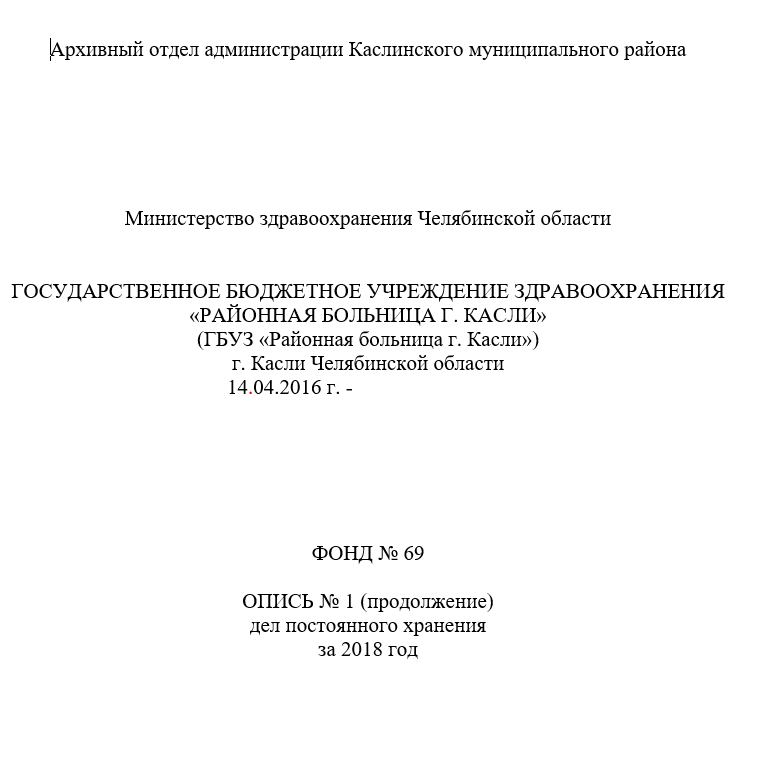 Архивный отдел администрации Каслинского муниципального района
Министерство здравоохранения Челябинской области
ГОСУДАРСТВЕННОЕ БЮДЖЕТНОЕ УЧРЕЖДЕНИЕ ЗДРАВООХРАНЕНИЯ
«РАЙОННАЯ БОЛЬНИЦА Г. КАСЛИ»
(ГБУЗ «Районная больница г. Касли»)
г. Касли Челябинской области
14.04.2016 г. -
ФОНД № 69
ОПИСЬ № 1 (продолжение)
дел постоянного хранения
за 2018 год